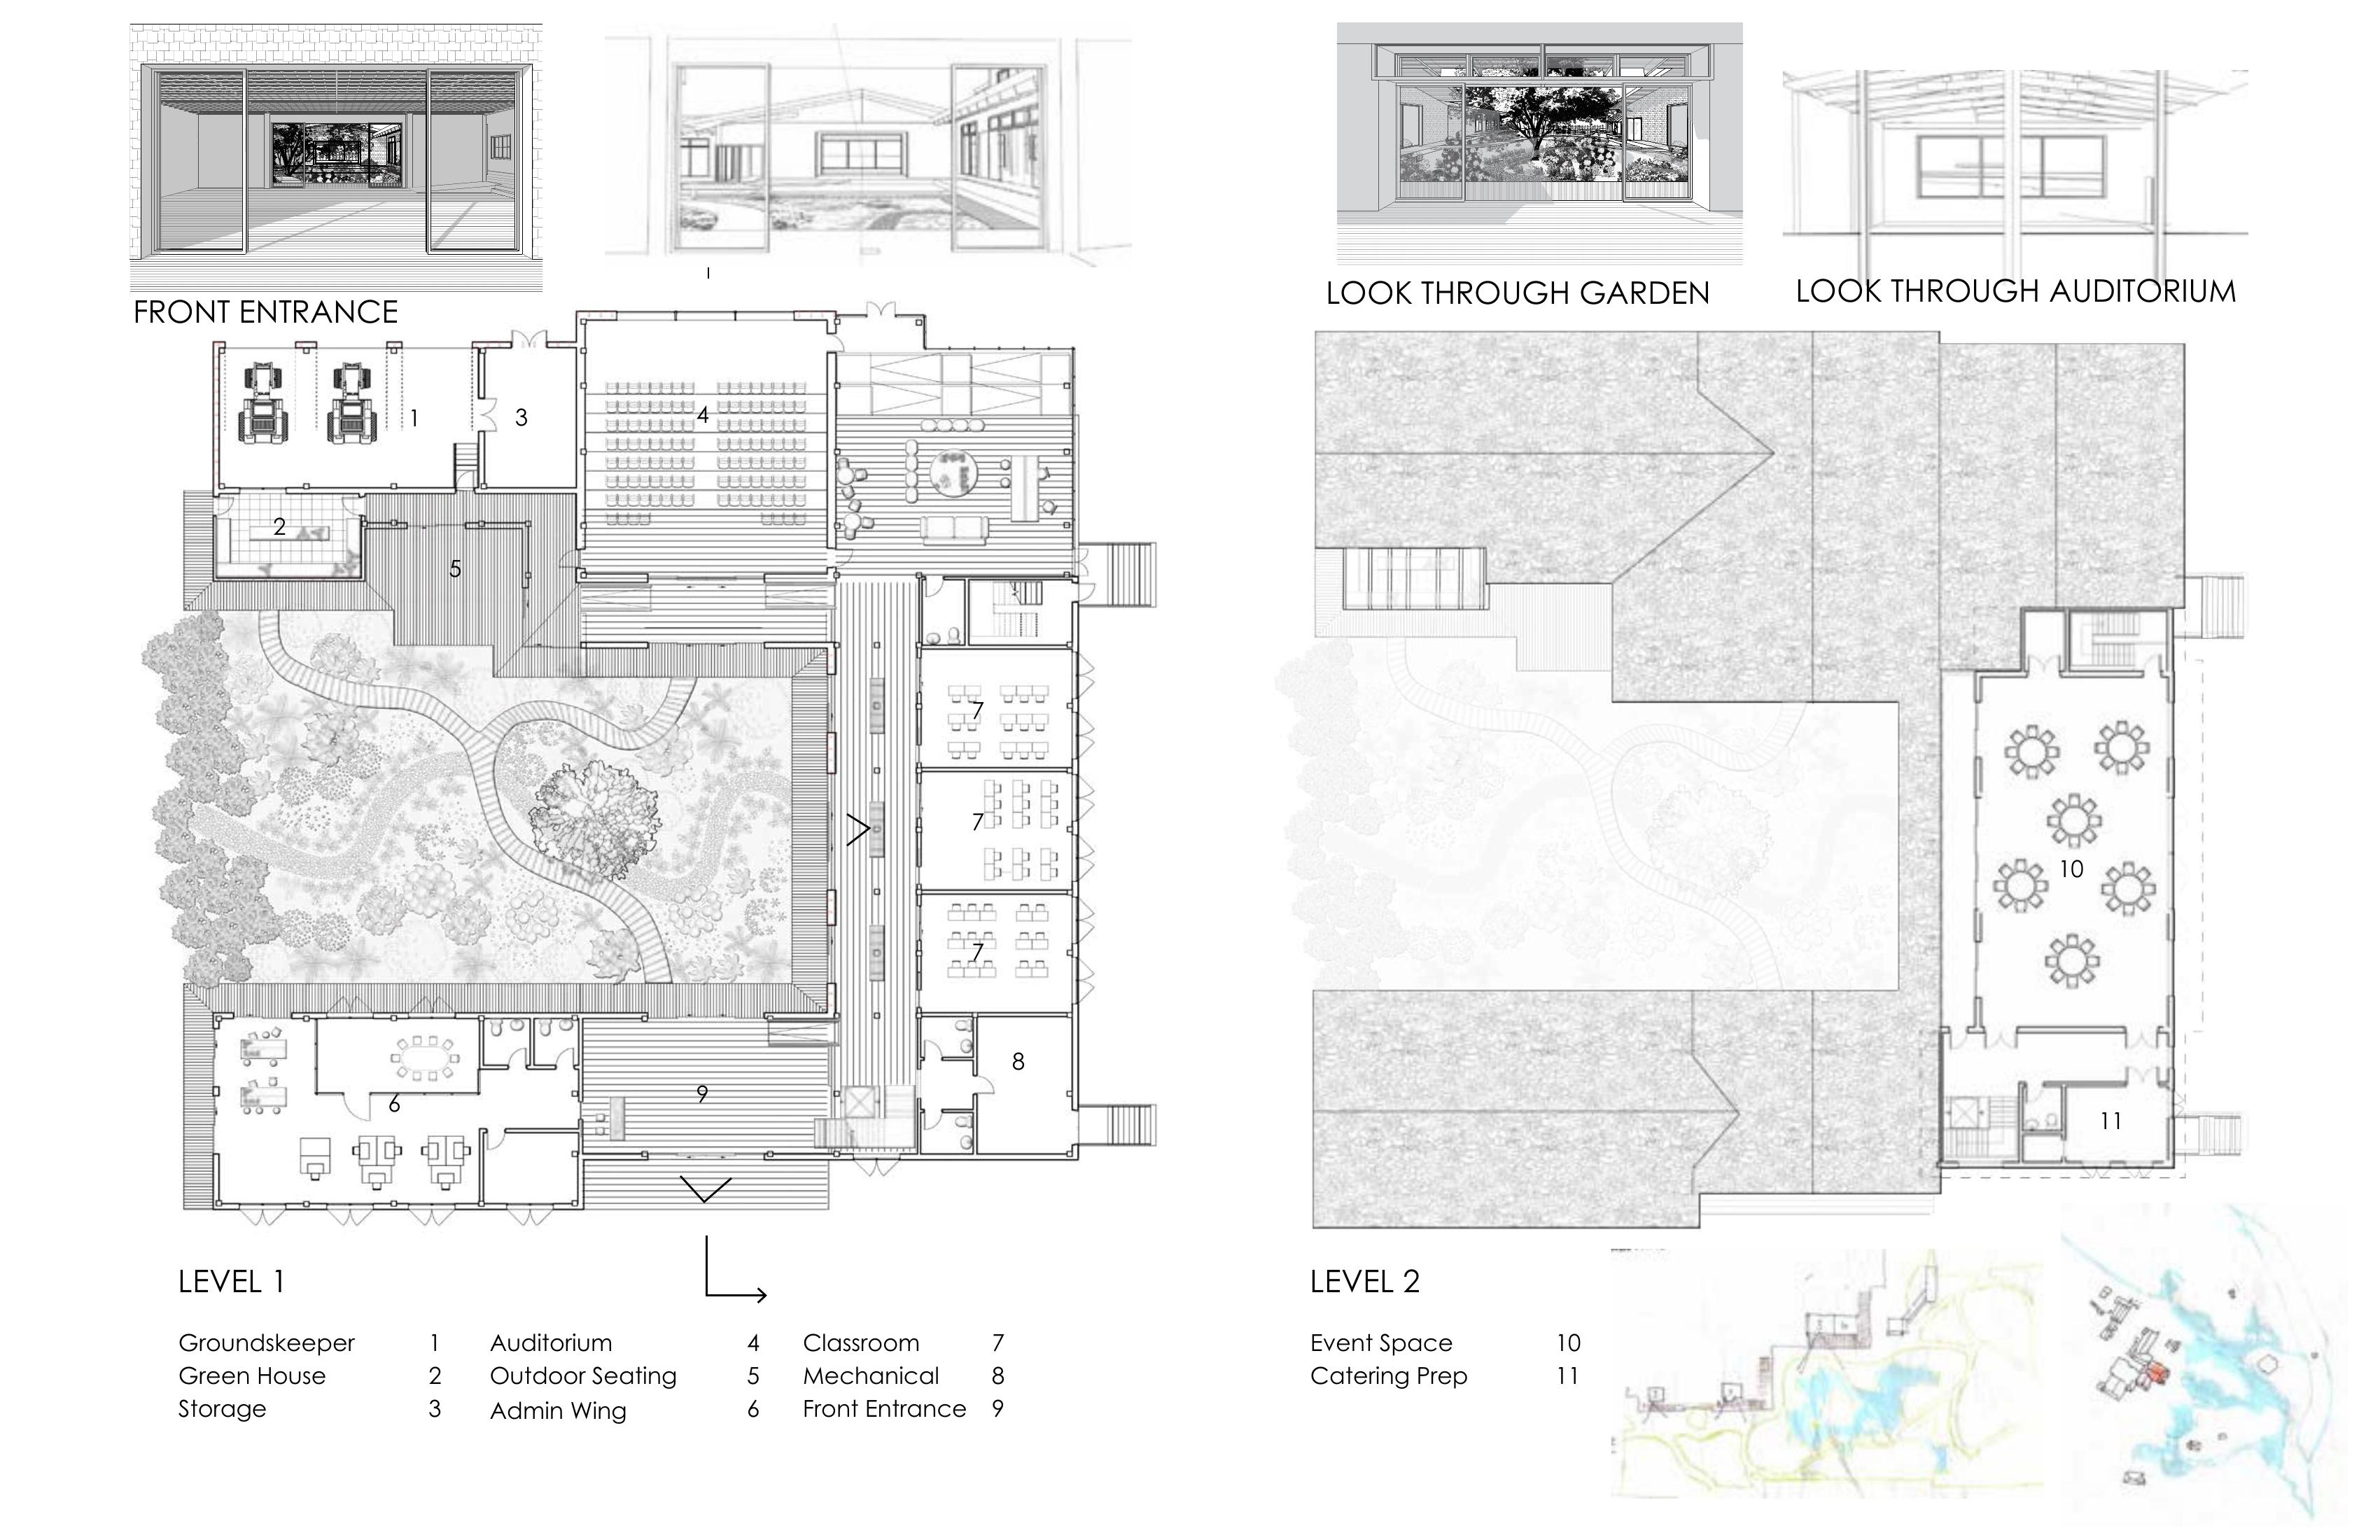 FRONT ENTRANCE
LOOK THROUGH GARDEN
LOOK THROUGH AUDITORIUM
1
3
4
2
5
7
7
7
10
6
9
8
11
LEVEL 1
Groundskeeper 1 Auditorium 4 Classroom 7
Green House 2 Outdoor Seating 5 Mechanical 8
Storage 3 Admin Wing 6 Front Entrance 9
LEVEL 2
Event Space 10
Catering Prep 11